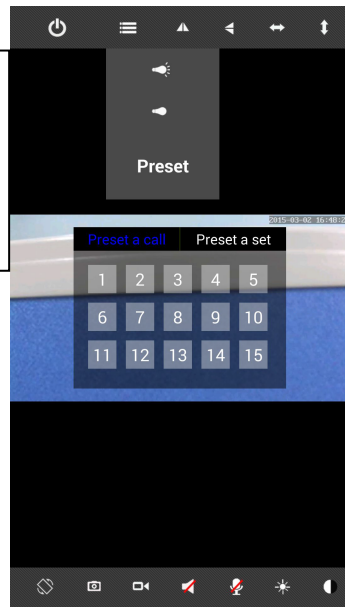 Preset
2015-03-02 16:48:2
Preset a call
Preset a set
1 2 3 4 5
6 7 8 9 10
11 12 13 14 15